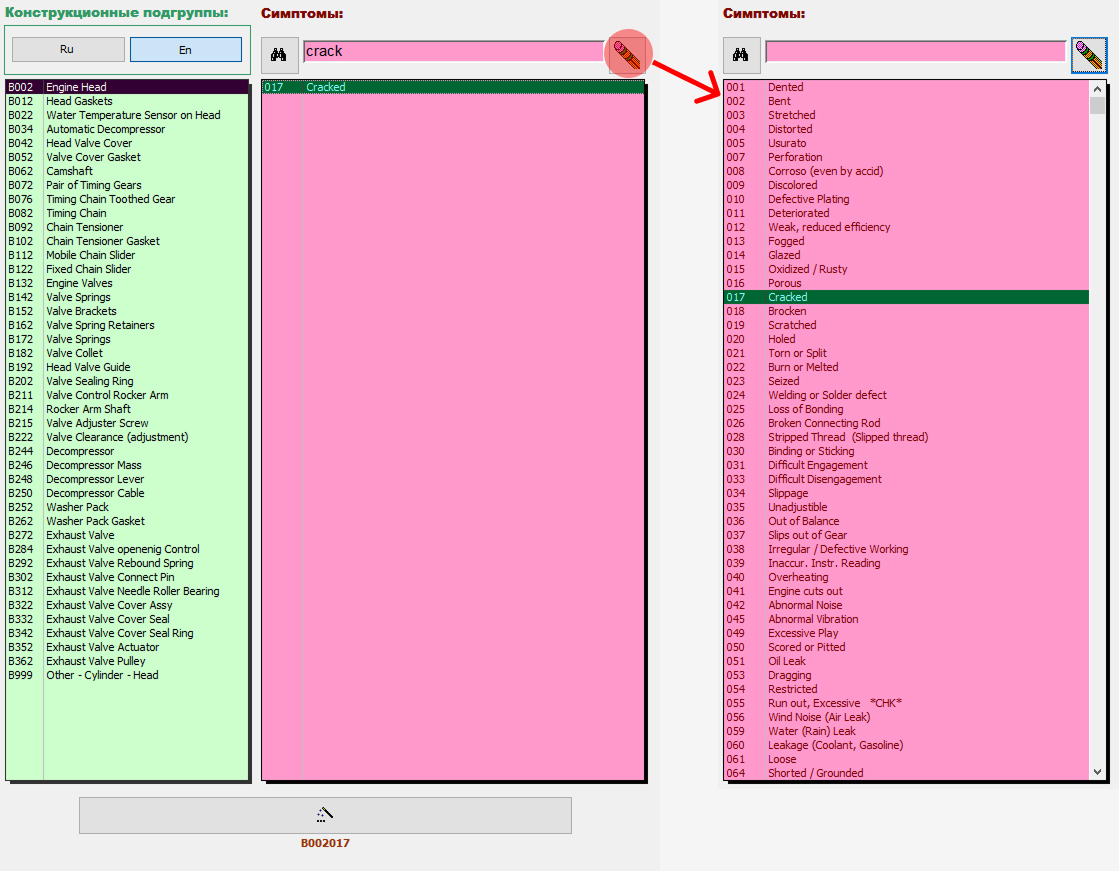 Конструкционные подгруппы:
Ru
En
B002 Engine Head
B012 Head Gaskets
B022 Water Temperature Sensor on Head
B034 Automatic Decompressor
B042 Head Valve Cover
B052 Valve Cover Gasket
B062 Camshaft
B072 Pair of Timing Gears
B076 Timing Chain Toothed Gear
B082 Timing Chain
B092 Chain Tensioner
B102 Chain Tensioner Gasket
B112 Mobile Chain Slider
B122 Fixed Chain Slider
B132 Engine Valves
B142 Valve Springs
B152 Valve Brackets
B162 Valve Spring Retainers
B172 Valve Springs
B182 Valve Collet
B192 Head Valve Guide
B202 Valve Sealing Ring
B211 Valve Control Rocker Arm
B214 Rocker Arm Shaft
B215 Valve Adjuster Screw
B222 Valve Clearance (adjustment)
B244 Decompressor
B246 Decompressor Mass
B248 Decompressor Lever
B250 Decompressor Cable
B252 Washer Pack
B262 Washer Pack Gasket
B272 Exhaust Valve
B284 Exhaust Valve openenig Control
B292 Exhaust Valve Rebound Spring
B302 Exhaust Valve Connect Pin
B312 Exhaust Valve Needle Roller Bearing
B322 Exhaust Valve Cover Assy
B332 Exhaust Valve Cover Seal
B342 Exhaust Valve Cover Seal Ring
B352 Exhaust Valve Actuator
B362 Exhaust Valve Pulley
B999 Other - Cylinder - Head
Симптомы:
crack
017 Cracked
B002017
Симптомы:
001 Dented
002 Bent
003 Stretched
004 Distorted
005 Usurato
007 Perforation
008 Corroso (even by accid)
009 Discolored
010 Defective Plating
011 Deteriorated
012 Weak, reduced efficiency
013 Fogged
014 Glazed
015 Oxidized / Rusty
016 Porous
017 Cracked
018 Brocken
019 Scratched
020 Holed
021 Torn or Split
022 Burn or Melted
023 Seized
024 Welding or Solder defect
025 Loss of Bonding
026 Broken Connecting Rod
028 Stripped Thread (Slipped thread)
030 Binding or Sticking
031 Difficult Engagement
033 Difficult Disengagement
034 Slippage
035 Unadjustible
036 Out of Balance
037 Slips out of Gear
038 Irregular / Defective Working
039 Inaccur. Instr. Reading
040 Overheating
041 Engine cuts out
042 Abnormal Noise
045 Abnormal Vibration
049 Excessive Play
050 Scored or Pitted
051 Oil Leak
053 Dragging
054 Restricted
055 Run out, Excessive *CHK*
056 Wind Noise (Air Leak)
059 Water (Rain) Leak
060 Leakage (Coolant, Gasoline)
061 Loose
064 Shorted / Grounded